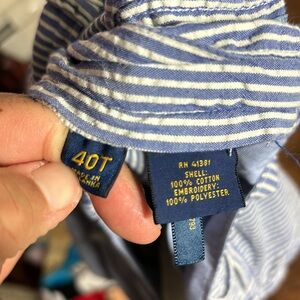 40T
MADE IN
RN 41381
SHELL:
100% COTTON
EMBROIDERY:
100% POLYESTER